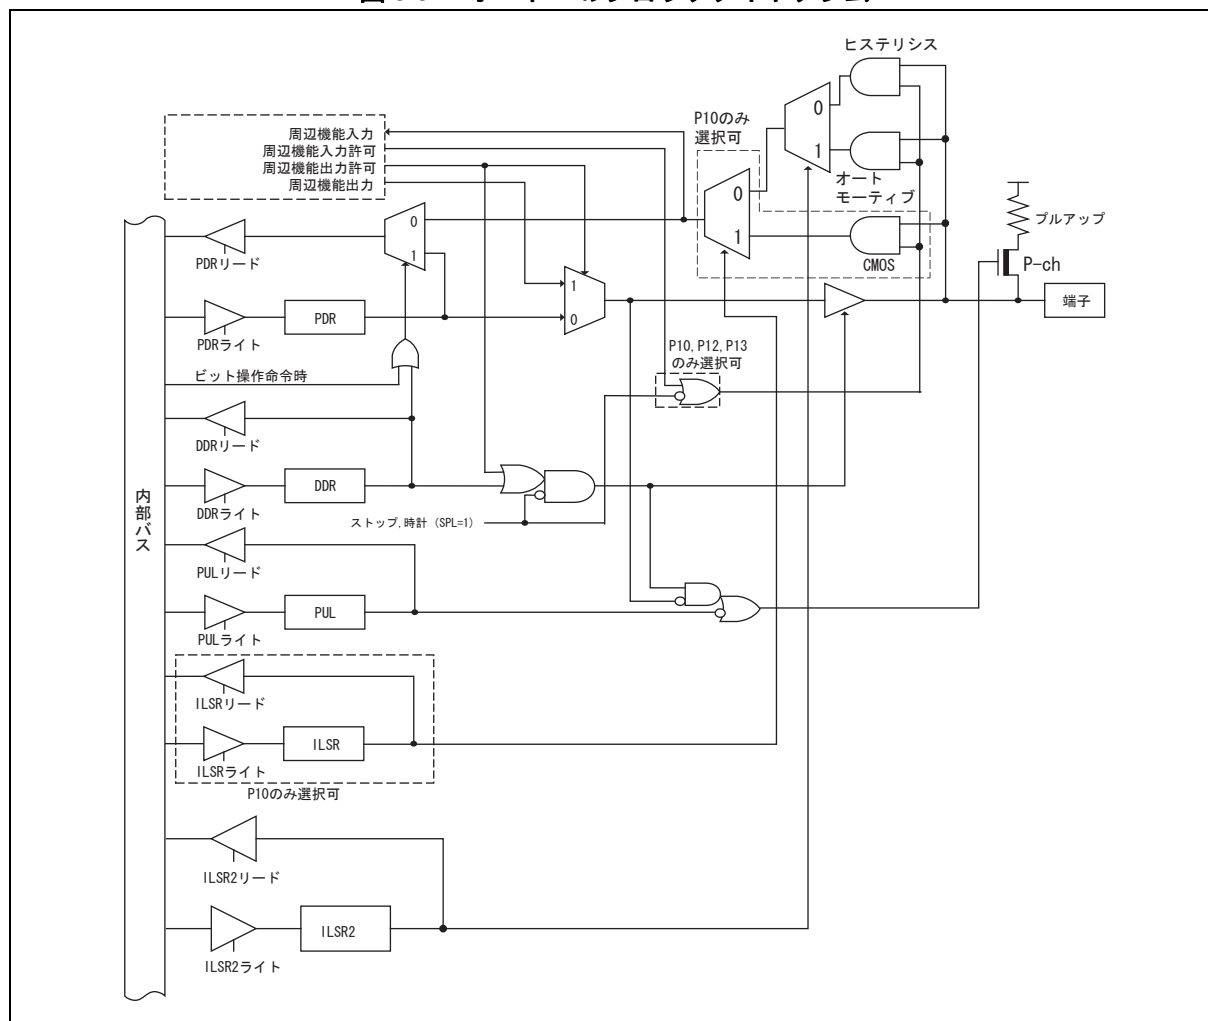 ヒステリシス
0
1
オート
モーティブ
P10のみ
選択可
0
1
CMOS
周辺機能入力
周辺機能入力許可
周辺機能出力許可
周辺機能出力
プルアップ
P-ch
端子
0
1
PDRリード
1
0
PDR
PDRライト
P10, P12, P13
のみ選択可
ビット操作命令時
DDRリード
DDR
DDRライト
ストップ, 時計 (SPL=1)
内部バス
PULリード
PUL
PULライト
ILSRリード
ILSR
ILSRライト
P10のみ選択可
ILSR2リード
ILSR2
ILSR2ライト